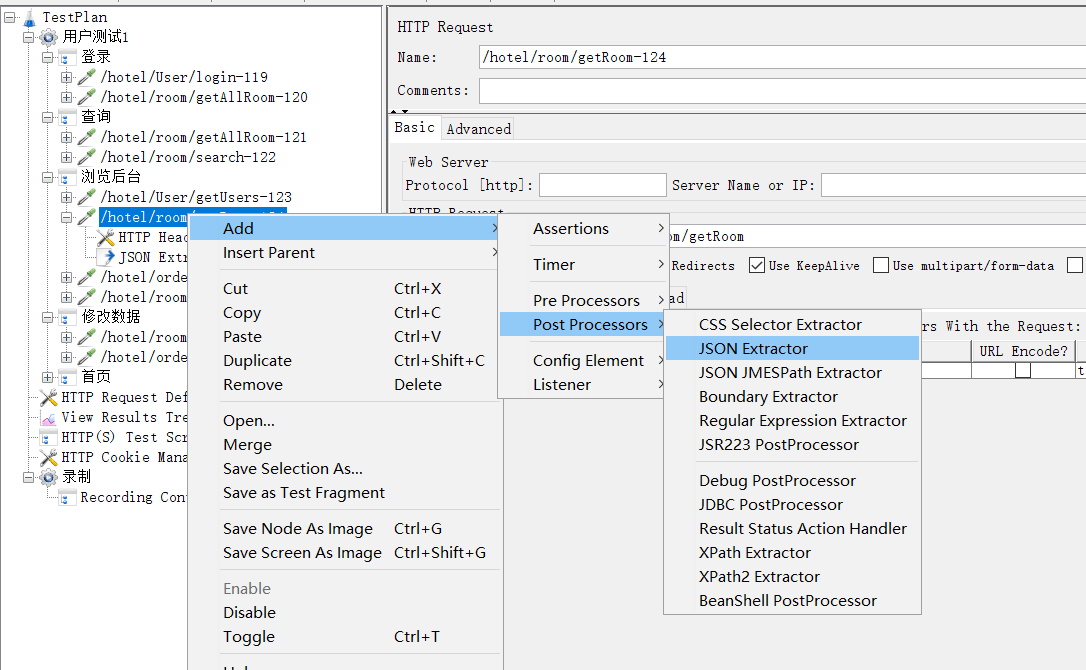 TestPlan
用户测试1
登录
/hotel/User/login-119
/hotel/room/getAllRoom-120
查询
/hotel/room/getAllRoom-121
/hotel/room/search-122
浏览后台
/hotel/User/getUsers-123
/hotel/room
HTTP Head
JSON Extr
/hotel/orde
/hotel/room
修改数据
/hotel/room
/hotel/orde
首页
HTTP Request Def
View Results Tre
HTTP(S) Test Scr
HTTP Cookie Mana
录制
Recording Con
HTTP Request
Name: /hotel/room/getRoom-124
Comments:
Basic Advanced
Web Server
Protocol [http]: Server Name or IP:
HTTP Request
om/getRoom
Redirects Use KeepAlive Use multipart/form-data
ad
rs With the Request:
URL Encode?
t
Add
Insert Parent
Cut Ctrl+X
Copy Ctrl+C
Paste Ctrl+V
Duplicate Ctrl+Shift+C
Remove Delete
Open...
Merge
Save Selection As...
Save as Test Fragment
Save Node As Image Ctrl+G
Save Screen As Image Ctrl+Shift+G
Enable
Disable
Toggle Ctrl+T
Assertions
Timer
Pre Processors
Post Processors
Config Element
Listener
CSS Selector Extractor
JSON Extractor
JSON JMESPath Extractor
Boundary Extractor
Regular Expression Extractor
JSR223 PostProcessor
Debug PostProcessor
JDBC PostProcessor
Result Status Action Handler
XPath Extractor
XPath2 Extractor
BeanShell PostProcessor